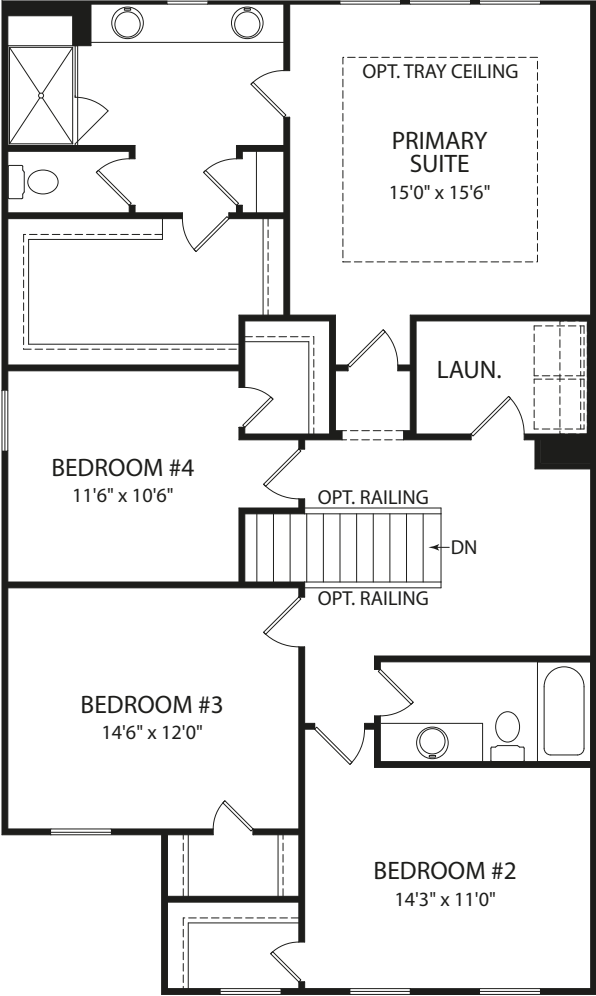 OPT. TRAY CEILING
PRIMARY
SUITE
15'0" x 15'6"
LAUN.
BEDROOM #4
11'6" x 10'6"
OPT. RAILING
DN
OPT. RAILING
BEDROOM #3
14'6" x 12'0"
BEDROOM #2
14'3" x 11'0"